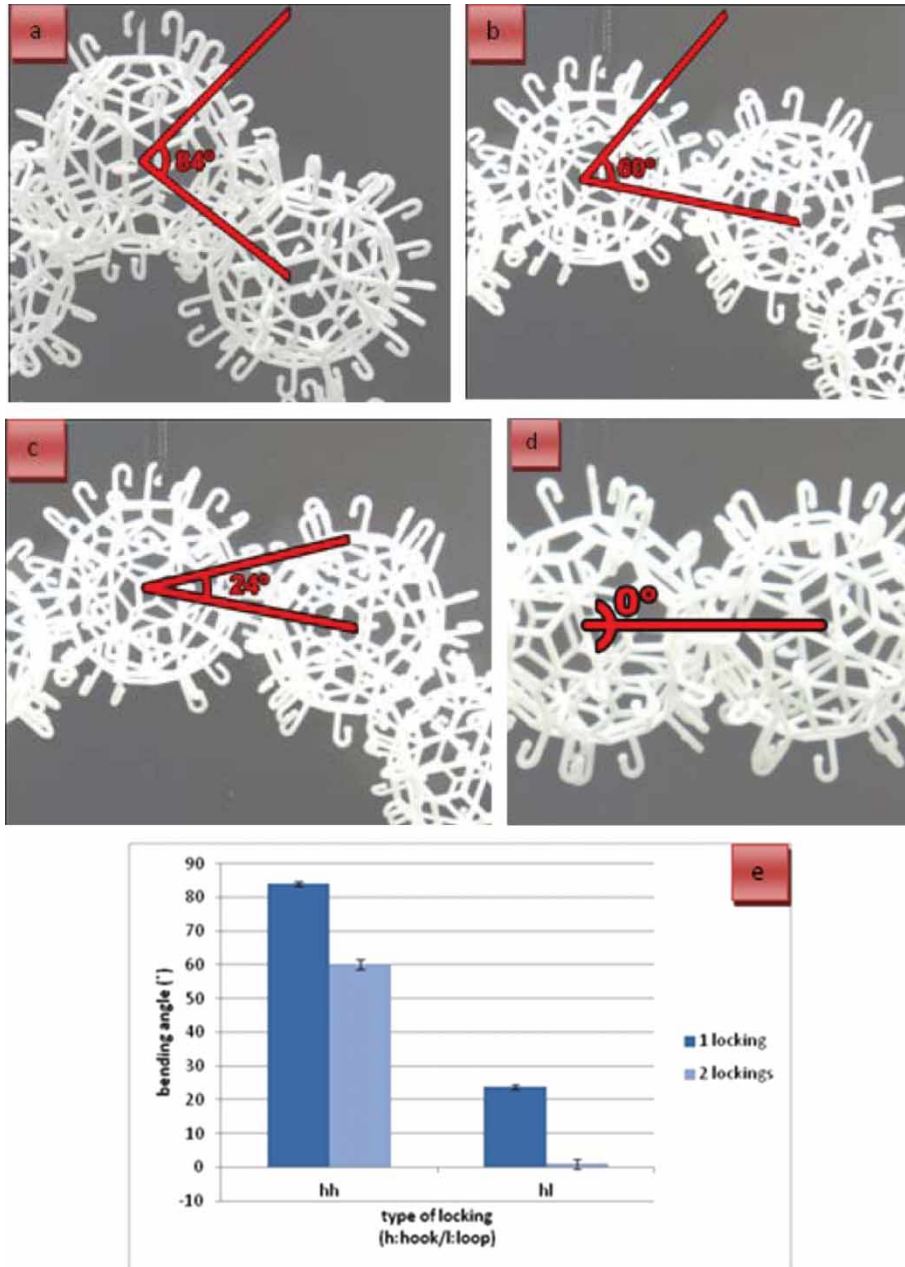 a
84°
b
60°
c
24°
d
0°
e
90
80
70
60
50
40
30
20
10
0
-10
bending angle (°)
hh
hl
type of locking
(h:hook/l:loop)
1 locking
2 lockings